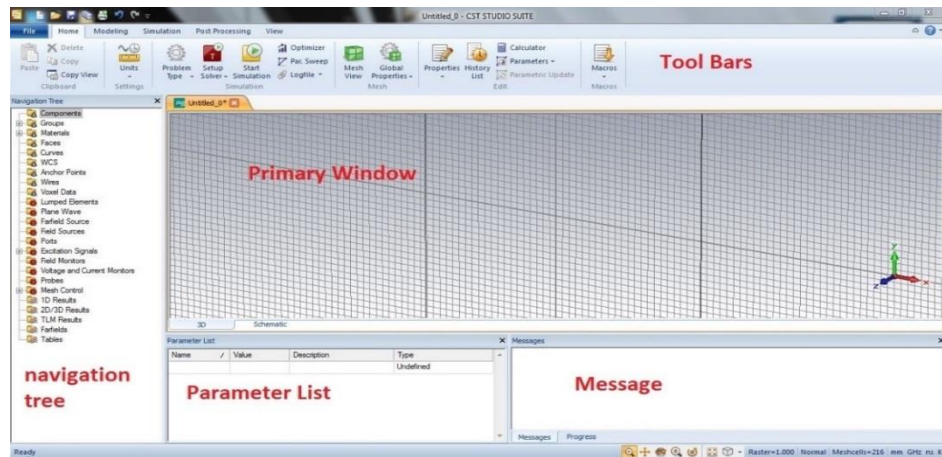 Untitled_0 - CST STUDIO SUITE
File Home Modeling Simulation Post Processing View
Paste
Delete
Copy
Copy View
Clipboard
Units
Settings
Problem Type
Setup Solver
Start Simulation
Optimizer
Par. Sweep
Logfile
Simulation
Mesh View
Global Properties
Mesh
Properties
History List
Calculator
Parameters
Parametric Update
Edit
Macros
Macros
Tool Bars
Navigation Tree
Components
Groups
Materials
Faces
Curves
WCS
Anchor Points
Wires
Voxel Data
Lumped Elements
Plane Wave
Farfield Source
Field Sources
Ports
Excitation Signals
Field Monitors
Voltage and Current Monitors
Probes
Mesh Control
1D Results
2D/3D Results
TLM Results
Farfields
Tables
navigation
tree
Untitled_0*
Primary Window
y
z x
3D Schematic
Parameter List
Name / Value Description Type
Undefined
Parameter List
Messages
Message
Messages Progress
Ready
Raster=1.000 Normal Meshcells=216 mm GHz